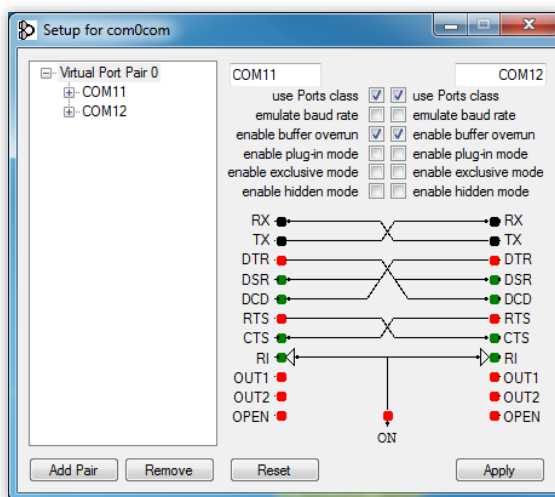 Setup for com0com
Virtual Port Pair 0
COM11
COM12
COM11 COM12
use Ports class use Ports class
emulate baud rate emulate baud rate
enable buffer overrun enable buffer overrun
enable plug-in mode enable plug-in mode
enable exclusive mode enable exclusive mode
enable hidden mode enable hidden mode
RX RX
TX TX
DTR DTR
DSR DSR
DCD DCD
RTS RTS
CTS CTS
RI RI
OUT1 OUT1
OUT2 OUT2
OPEN OPEN
ON
Add Pair Remove Reset Apply